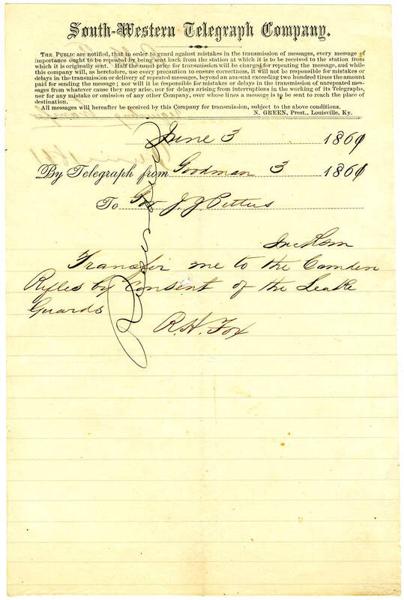 South-Western Telegraph Company.
The Public are notified, that in order to guard against mistakes in the transmission of messages, every message of
importance ought to be repeated by being sent back from the station at which it is to be received to the station from
which it is originally sent. Half the usual price for transmission will be charged for repeating the message, and while
this company will, as heretofore, use every precaution to ensure correctness, it will not be responsible for mistakes or
delays in the transmission or delivery of repeated messages, beyond an amount exceeding two hundred times the amount
paid for sending the message; nor will it be responsible for mistakes or delays in the transmission of unrepeated mes-
sages from whatever cause they may arise, nor for delays arising from interruptions in the working of its Telegraphs,
nor for any mistake or omission of any other Company, over whose lines a message is to be sent to reach the place of
destination.
All messages will hereafter be received by this Company for transmission, subject to the above conditions.
N. GREEN, Prest., Louisville, Ky.
June 3 1861
By Telegraph from Goodman 3 1861
To Gov J. J. Pettus
Transfer me to the Camden
Rifles by consent of the Leake
Guards
R. H. Fox